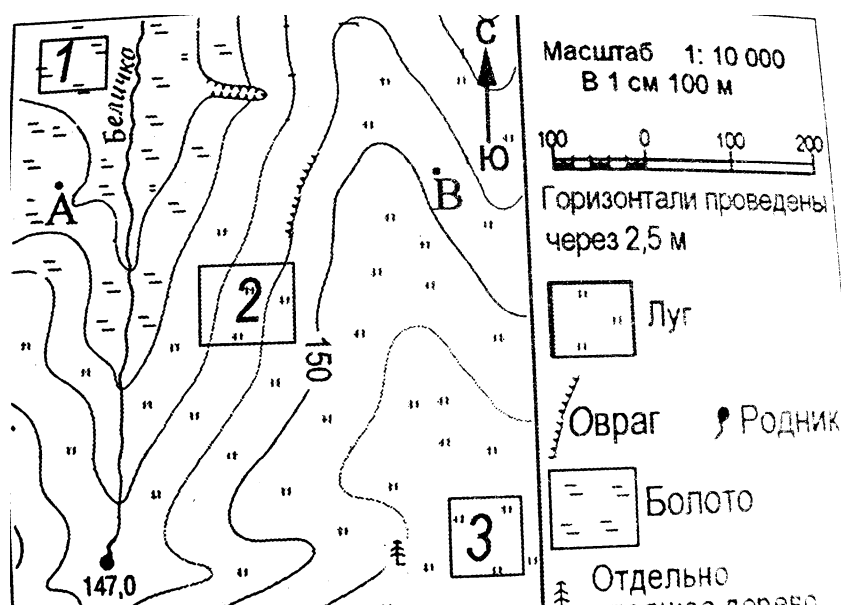 1
Беличка
А
В
2
150
3
147,0
С
Ю
Масштаб 1: 10 000
В 1 см 100 м
100 0 100 200
Горизонтали проведены
через 2,5 м
Луг
Овраг
Родник
Болото
Отдельно
дерево